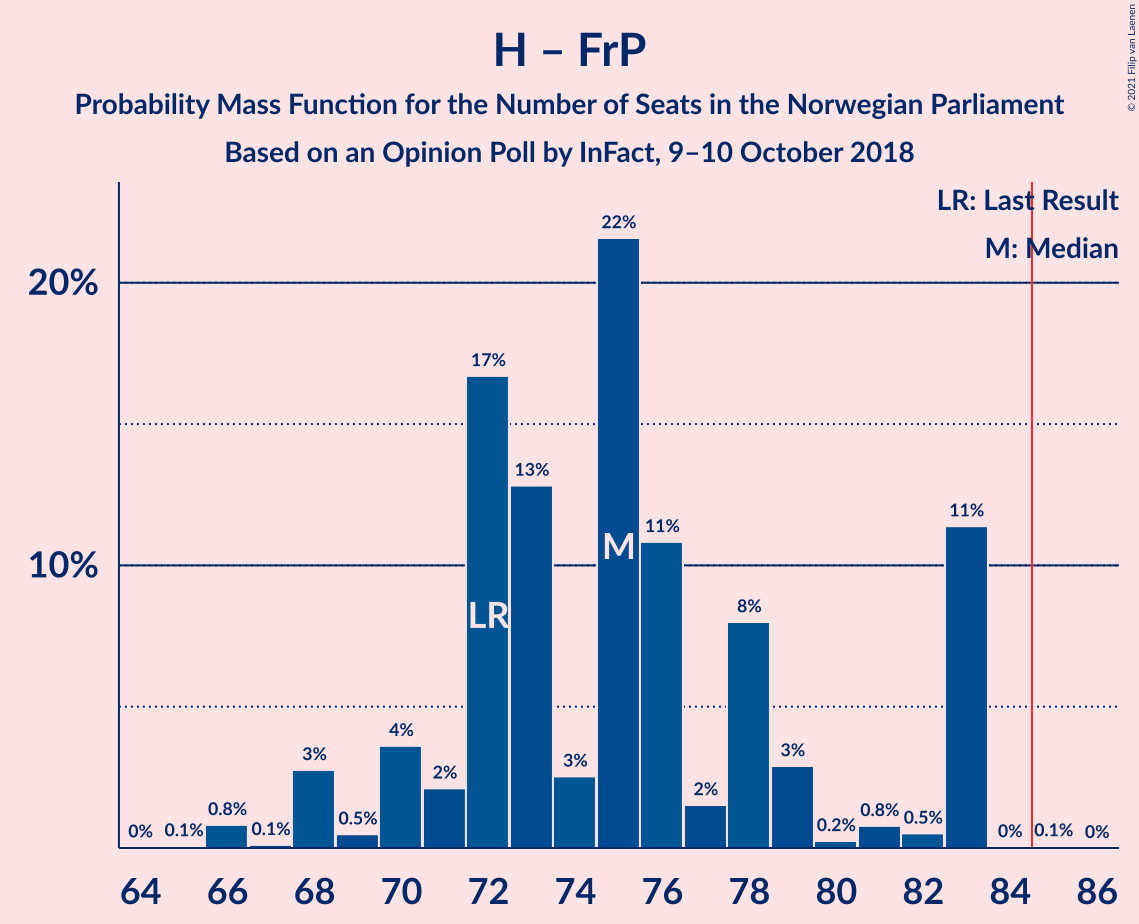 H – FrP
Probability Mass Function for the Number of Seats in the Norwegian Parliament
Based on an Opinion Poll by InFact, 9–10 October 2018
© 2021 Filip van Laenen
LR: Last Result
M: Median
20%
10%
0% 0.1% 0.8% 0.1% 3% 0.5% 4% 2% 17% 13% 3% 22% 11% 2% 8% 3% 0.2% 0.8% 0.5% 11% 0% 0.1% 0%
LR M
64 66 68 70 72 74 76 78 80 82 84 86